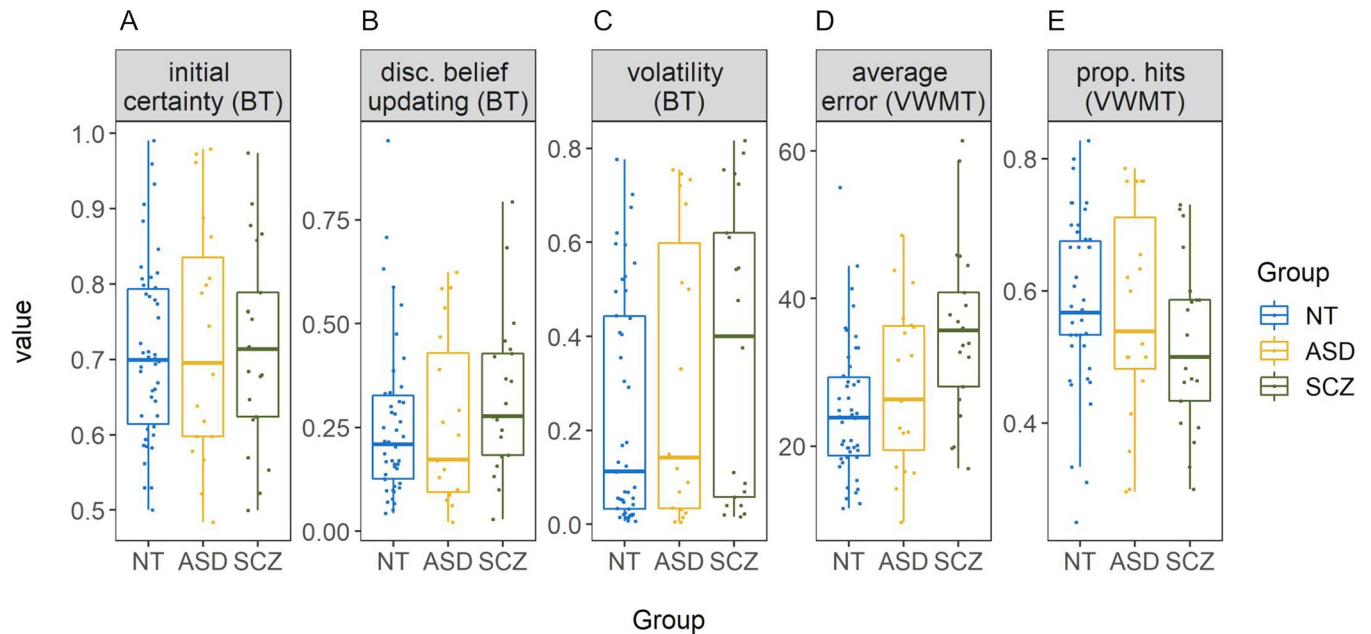 A B C D E
initial certainty (BT)
disc. belief updating (BT)
volatility (BT)
average error (VWMT)
prop. hits (VWMT)
value
1.0
0.9
0.8
0.7
0.6
0.5
0.75
0.50
0.25
0.00
0.8
0.6
0.4
0.2
0.0
60
40
20
0.8
0.6
0.4
NT ASD SCZ
NT ASD SCZ
NT ASD SCZ
NT ASD SCZ
NT ASD SCZ
Group
Group
NT
ASD
SCZ